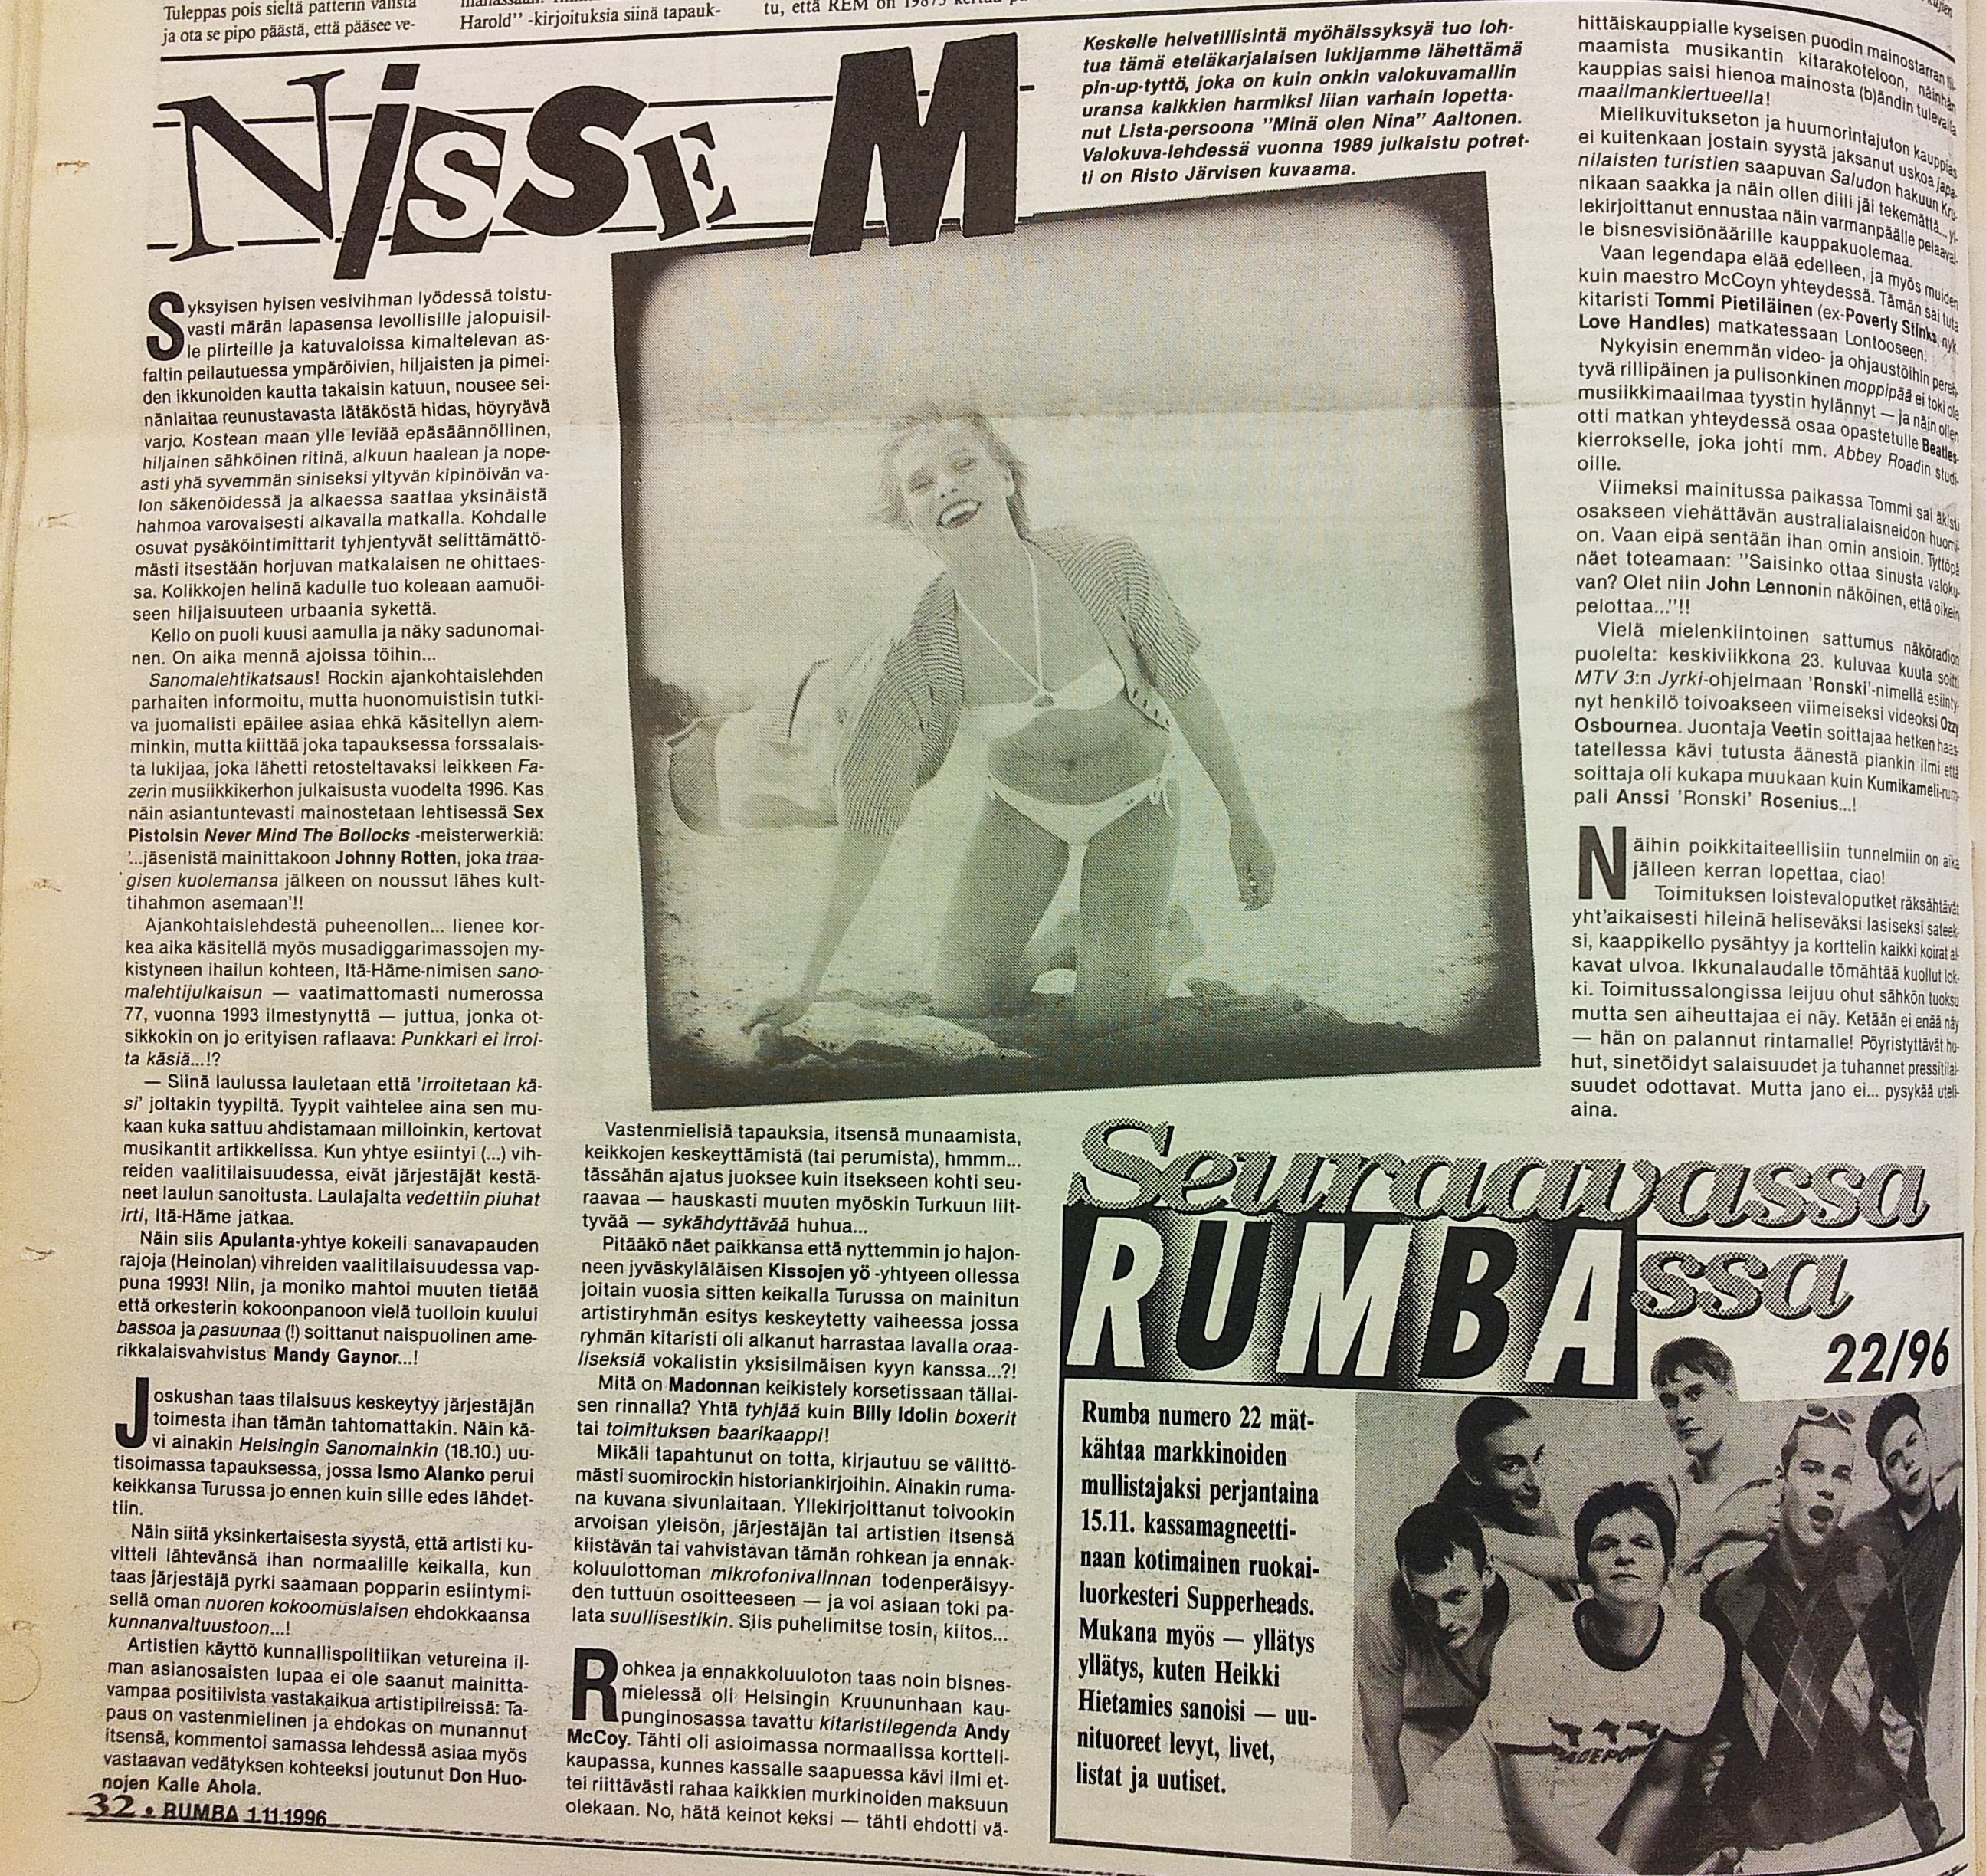 Tuleppas pois sieltä patterin välistä
ja ota se pipo päästä, että pääsee ve-
Harold" -kirjoituksia siinä tapauk-
NISSE M
Syksyisen hyisen vesivihman lyödessä toistu-
vasti märän lapasensa levollisille jalopuisil-
le piirteille ja katuvaloissa kimaltelevan as-
faltin peilautuessa ympäröivien, hiljaisten ja pimei-
den ikkunoiden kautta takaisin katuun, nousee sei-
nänlaitaa reunustavasta lätäköstä hidas, höyryävä
varjo. Kostean maan ylle leviää epäsäännöllinen,
hiljainen sähköinen ritinä, alkuun haalean ja nope-
asti yhä syvemmän siniseksi yltyvän kipinöivän va-
lon säkenöidessä ja alkaessa saattaa yksinäistä
hahmoa varovaisesti alkavalla matkalla. Kohdalle
osuvat pysäköintimittarit tyhjentyvät selittämättö-
mästi itsestään horjuvan matkalaisen ne ohittaes-
sa. Kolikkojen helinä kadulle tuo koleaan aamuöi-
seen hiljaisuuteen urbaania sykettä.
Kello on puoli kuusi aamulla ja näky sadunomai-
nen. On aika mennä ajoissa töihin...
Sanomalehtikatsaus! Rockin ajankohtaislehden
parhaiten informoitu, mutta huonomuistisin tutki-
va juomalisti epäilee asiaa ehkä käsitellyn aiem-
minkin, mutta kiittää joka tapauksessa forssalais-
ta lukijaa, joka lähetti retosteltavaksi leikkeen Fa-
zerin musiikkikerhon julkaisusta vuodelta 1996. Kas
näin asiantuntevasti mainostetaan lehtisessä Sex
Pistolsin Never Mind The Bollocks -meisterwerkiä:
'...jäsenistä mainittakoon Johnny Rotten, joka traa-
gisen kuolemansa jälkeen on noussut lähes kult-
tihahmon asemaan'!!
Ajankohtaislehdestä puheenollen... lienee kor-
kea aika käsitellä myös musadiggarimassojen my-
kistyneen ihailun kohteen, Itä-Häme-nimisen sano-
malehtijulkaisun — vaatimattomasti numerossa
77, vuonna 1993 ilmestynyttä — juttua, jonka ot-
sikkokin on jo erityisen raflaava: Punkkari ei irroi-
ta käsiä...!?
— Siinä laulussa lauletaan että 'irroitetaan kä-
si' joltakin tyypiltä. Tyypit vaihtelee aina sen mu-
kaan kuka sattuu ahdistamaan milloinkin, kertovat
musikantit artikkelissa. Kun yhtye esiintyi (...) vih-
reiden vaalitilaisuudessa, eivät järjestäjät kestä-
neet laulun sanoitusta. Laulajalta vedettiin piuhat
irti, Itä-Häme jatkaa.
Näin siis Apulanta-yhtye kokeili sanavapauden
rajoja (Heinolan) vihreiden vaalitilaisuudessa vap-
puna 1993! Niin, ja moniko mahtoi muuten tietää
että orkesterin kokoonpanoon vielä tuolloin kuului
bassoa ja pasuunaa (!) soittanut naispuolinen ame-
rikkalaisvahvistus Mandy Gaynor...!
Joskushan taas tilaisuus keskeytyy järjestäjän
toimesta ihan tämän tahtomattakin. Näin kä-
vi ainakin Helsingin Sanomainkin (18.10.) uu-
tisoimassa tapauksessa, jossa Ismo Alanko perui
keikkansa Turussa jo ennen kuin sille edes lähdet-
tiin.
Näin siitä yksinkertaisesta syystä, että artisti ku-
vitteli lähtevänsä ihan normaalille keikalla, kun
taas järjestäjä pyrki saamaan popparin esiintymi-
sellä oman nuoren kokoomuslaisen ehdokkaansa
kunnanvaltuustoon...!
Artistien käyttö kunnallispolitiikan vetureina il-
man asianosaisten lupaa ei ole saanut mainitta-
vampaa positiivista vastakaikua artistipiireissä: Ta-
paus on vastenmielinen ja ehdokas on munannut
itsensä, kommentoi samassa lehdessä asiaa myös
vastaavan vedätyksen kohteeksi joutunut Don Huo-
nojen Kalle Ahola.
32 • RUMBA 1.11.1996
Keskelle helvetillisintä myöhäissyksyä tuo loh-
tua tämä eteläkarjalaisen lukijamme lähettämä
pin-up-tyttö, joka on kuin onkin valokuvamallin
uransa kaikkien harmiksi liian varhain lopetta-
nut Lista-persoona "Minä olen Nina" Aaltonen.
Valokuva-lehdessä vuonna 1989 julkaistu potret-
ti on Risto Järvisen kuvaama.
Vastenmielisiä tapauksia, itsensä munaamista,
keikkojen keskeyttämistä (tai perumista), hmmm...
tässähän ajatus juoksee kuin itsekseen kohti seu-
raavaa — hauskasti muuten myöskin Turkuun liit-
tyvää — sykähdyttävää huhua...
Pitääkö näet paikkansa että nyttemmin jo hajon-
neen jyväskyläläisen Kissojen yö -yhtyeen ollessa
joitain vuosia sitten keikalla Turussa on mainitun
artistiryhmän esitys keskeytetty vaiheessa jossa
ryhmän kitaristi oli alkanut harrastaa lavalla oraa-
liseksiä vokalistin yksisilmäisen kyyn kanssa...?!
Mitä on Madonnan keikistely korsetissaan tällai-
sen rinnalla? Yhtä tyhjää kuin Billy Idolin boxerit
tai toimituksen baarikaappi!
Mikäli tapahtunut on totta, kirjautuu se välittö-
mästi suomirockin historiankirjoihin. Ainakin ruma-
na kuvana sivunlaitaan. Yllekirjoittanut toivookin
arvoisan yleisön, järjestäjän tai artistien itsensä
kiistävän tai vahvistavan tämän rohkean ja ennak-
koluulottoman mikrofonivalinnan todenperäisyy-
den tuttuun osoitteeseen — ja voi asiaan toki pa-
lata suullisestikin. Siis puhelimitse tosin, kiitos...
Rohkea ja ennakkoluuloton taas noin bisnes-
mielessä oli Helsingin Kruununhaan kau-
punginosassa tavattu kitaristilegenda Andy
McCoy. Tähti oli asioimassa normaalissa kortteli-
kaupassa, kunnes kassalle saapuessa kävi ilmi et-
tei riittävästi rahaa kaikkien murkinoiden maksuun
olekaan. No, hätä keinot keksi — tähti ehdotti vä-
hittäiskauppialle kyseisen puodin mainostarran
maamista musikantin kitarakoteloon, näinhän
kauppias saisi hienoa mainosta (b)ändin tulevalla
maailmankiertueella!
Mielikuvitukseton ja huumorintajuton kauppias
ei kuitenkaan jostain syystä jaksanut uskoa japa-
nilaisten turistien saapuvan Saludon hakuun Kru-
nikaan saakka ja näin ollen diili jäi tekemättä... yl-
lekirjoittanut ennustaa näin varmanpäälle pelaaval-
le bisnesvisiönäärille kauppakuolemaa.
Vaan legendapa elää edelleen, ja myös muiden
kuin maestro McCoyn yhteydessä. Tämän sai tuta
kitaristi Tommi Pietiläinen (ex-Poverty Stinks, nyk.
Love Handles) matkatessaan Lontooseen.
Nykyisin enemmän video- ja ohjaustöihin pereh-
tyvä rillipäinen ja pulisonkinen moppipää ei toki ole
musiikkimaailmaa tyystin hylännyt — ja näin ollen
otti matkan yhteydessä osaa opastetulle Beatles-
kierrokselle, joka johti mm. Abbey Roadin studi-
oille.
Viimeksi mainitussa paikassa Tommi sai äkisti
osakseen viehättävän australialaisneidon huomi-
on. Vaan eipä sentään ihan omin ansioin. Tyttöpä
näet toteamaan: "Saisinko ottaa sinusta valoku-
van? Olet niin John Lennonin näköinen, että oikein
pelottaa..."!!
Vielä mielenkiintoinen sattumus näköradion
puolelta: keskiviikkona 23. kuluvaa kuuta soitti
MTV 3:n Jyrki-ohjelmaan 'Ronski'-nimellä esiinty-
nyt henkilö toivoakseen viimeiseksi videoksi Ozzy
Osbournea. Juontaja Veetin soittajaa hetken haas-
tatellessa kävi tutusta äänestä piankin ilmi että
soittaja oli kukapa muukaan kuin Kumikameli-rum-
pali Anssi 'Ronski' Rosenius...!
Näihin poikkitaiteellisiin tunnelmiin on aika
jälleen kerran lopettaa, ciao!
Toimituksen loistevaloputket räksähtävät
yht'aikaisesti hileinä heliseväksi lasiseksi sateek-
si, kaappikello pysähtyy ja korttelin kaikki koirat al-
kavat ulvoa. Ikkunalaudalle tömähtää kuollut lok-
ki. Toimitussalongissa leijuu ohut sähkön tuoksu
mutta sen aiheuttajaa ei näy. Ketään ei enää näy
— hän on palannut rintamalle! Pöyristyttävät hu-
hut, sinetöidyt salaisuudet ja tuhannet pressitilai-
suudet odottavat. Mutta jano ei... pysykää uteli-
aina.
Seuraavassa
RUMBAssa
22/96
Rumba numero 22 mät-
kähtaa markkinoiden
mullistajaksi perjantaina
15.11. kassamagneetti-
naan kotimainen ruokai-
luorkesteri Supperheads.
Mukana myös — yllätys
yllätys, kuten Heikki
Hietamies sanoisi — uu-
nituoreet levyt, livet,
listat ja uutiset.